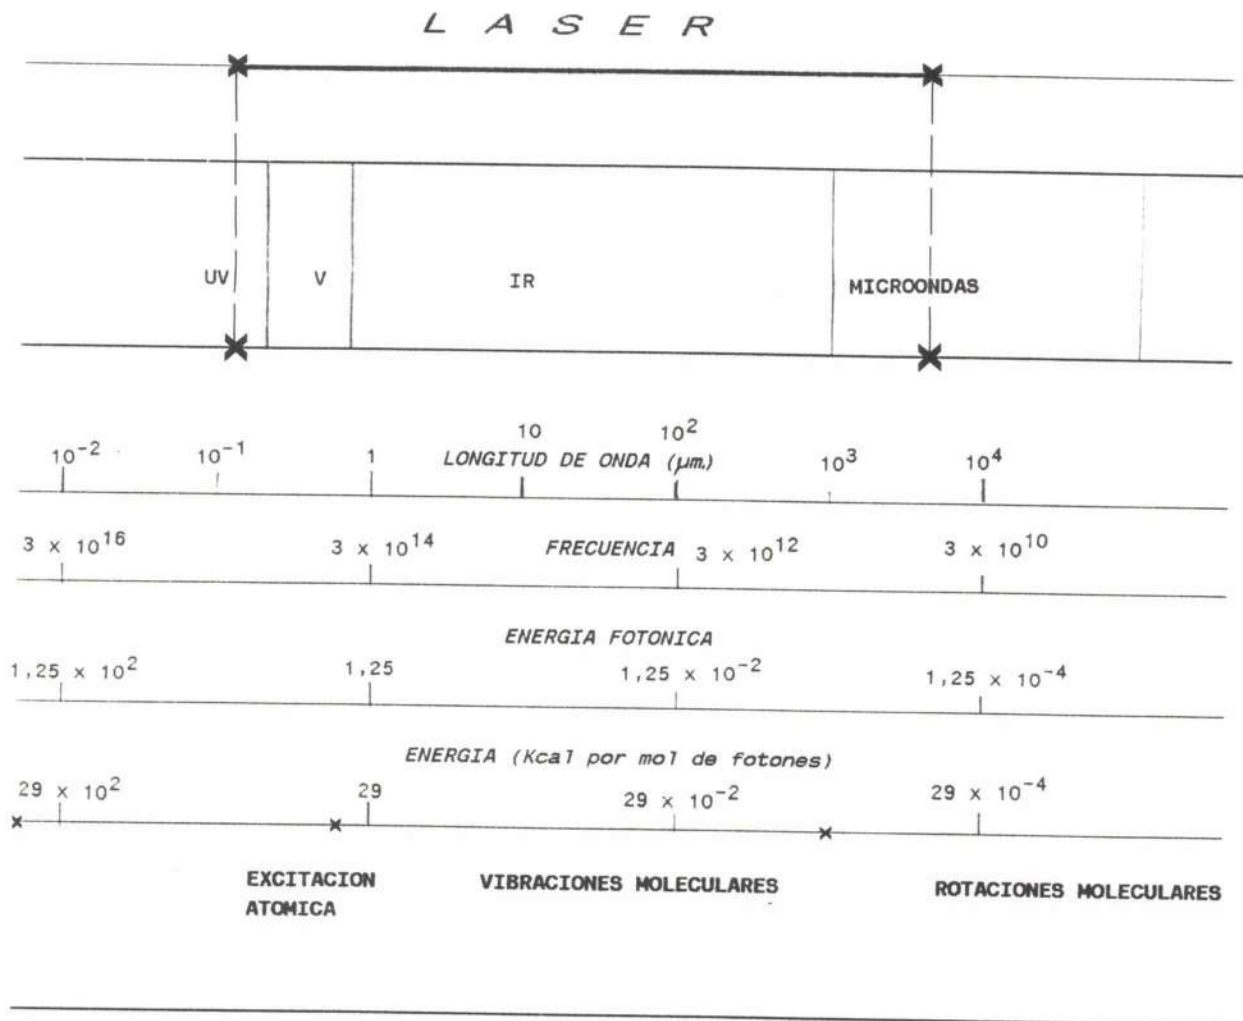 L A S E R
UV V IR MICROONDAS
10⁻² 10⁻¹ 1 10 10² 10³ 10⁴
LONGITUD DE ONDA (µm.)
3 x 10¹⁶ 3 x 10¹⁴ FRECUENCIA 3 x 10¹² 3 x 10¹⁰
ENERGIA FOTONICA
1,25 x 10² 1,25 1,25 x 10⁻² 1,25 x 10⁻⁴
ENERGIA (Kcal por mol de fotones)
29 x 10² 29 29 x 10⁻² 29 x 10⁻⁴
EXCITACION VIBRACIONES MOLECULARES ROTACIONES MOLECULARES
ATOMICA